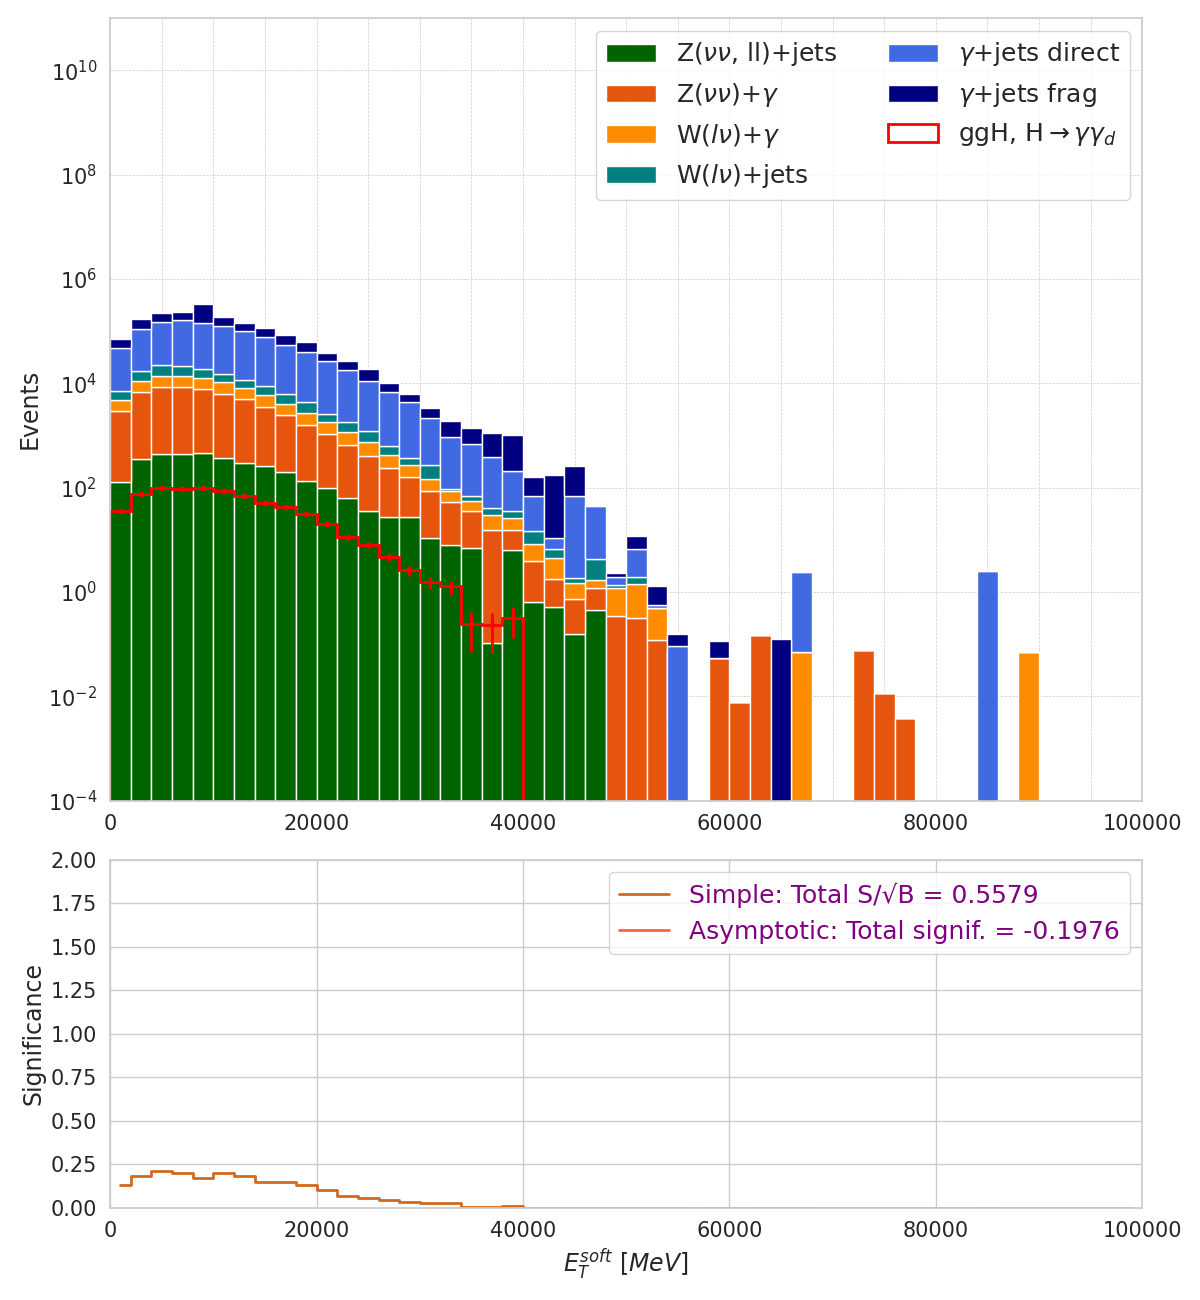 Z(νν, ll)+jets
Z(νν)+γ
W(lν)+γ
W(lν)+jets
γ+jets direct
γ+jets frag
ggH, H→γγ_d
Events
10^10
10^8
10^6
10^4
10^2
10^0
10^−2
10^−4
0 20000 40000 60000 80000 100000
Simple: Total S/√B = 0.5579
Asymptotic: Total signif. = -0.1976
Significance
2.00
1.75
1.50
1.25
1.00
0.75
0.50
0.25
0.00
0 20000 40000 60000 80000 100000
E_T^soft [MeV]